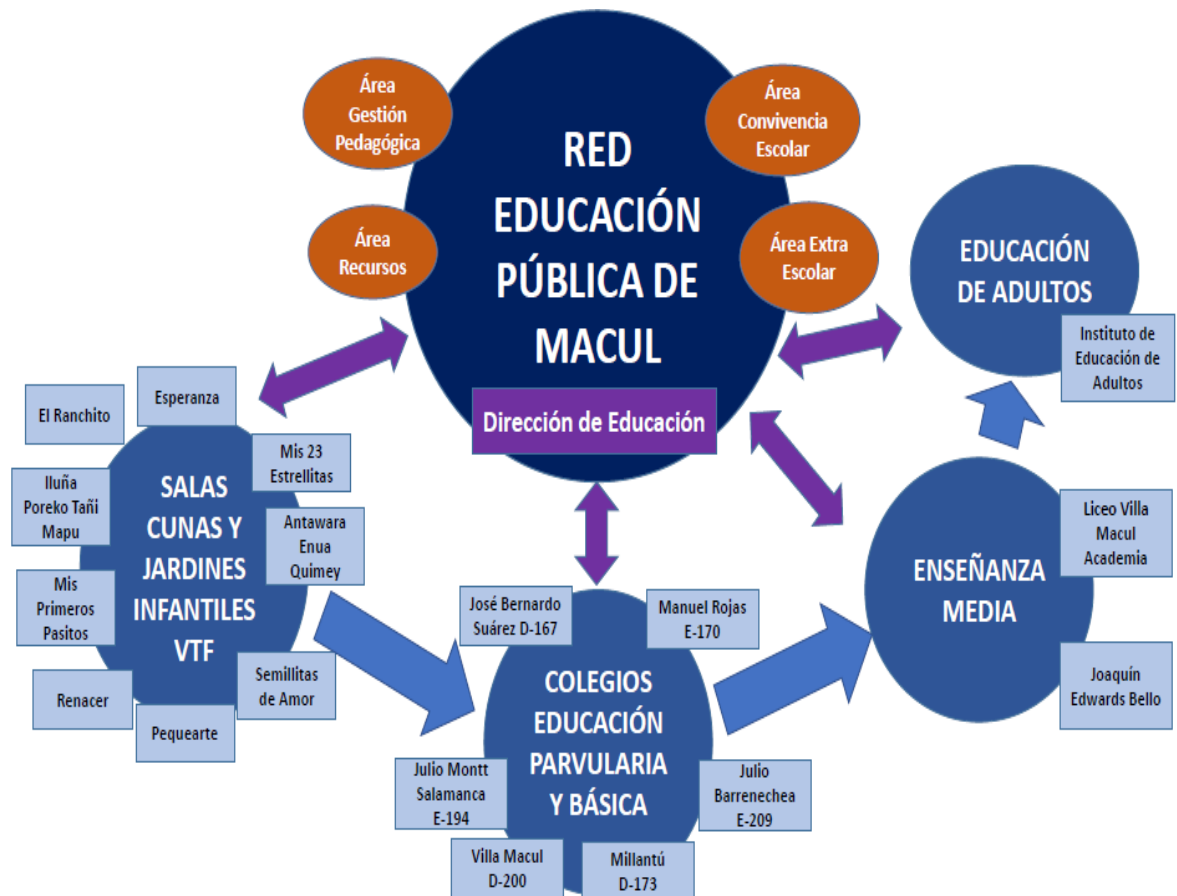 Área
Gestión
Pedagógica
Área
Convivencia
Escolar
RED
EDUCACIÓN
PÚBLICA DE
MACUL
Área
Recursos
Área Extra
Escolar
EDUCACIÓN
DE ADULTOS
Instituto de
Educación de
Adultos
Dirección de Educación
El Ranchito
Esperanza
Mis 23
Estrellitas
Iluña
Poreko Tañi
Mapu
Antawara
Enua
Quimey
SALAS
CUNAS Y
JARDINES
INFANTILES
VTF
Mis
Primeros
Pasitos
Renacer
Pequearte
Semillitas
de Amor
José Bernardo
Suárez D-167
Manuel Rojas
E-170
COLEGIOS
EDUCACIÓN
PARVULARIA
Y BÁSICA
Julio Montt
Salamanca
E-194
Julio
Barrenechea
E-209
Villa Macul
D-200
Millantú
D-173
ENSEÑANZA
MEDIA
Liceo Villa
Macul
Academia
Joaquín
Edwards Bello